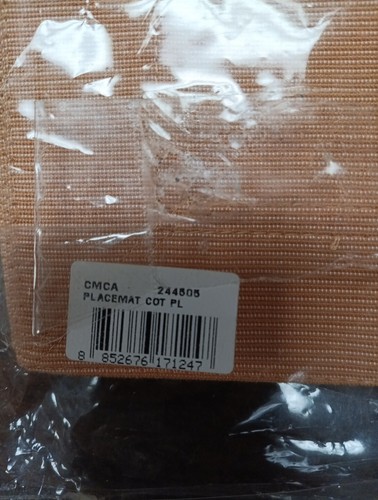 CMCA 244505
PLACEMAT COT PL
8 852676 171247